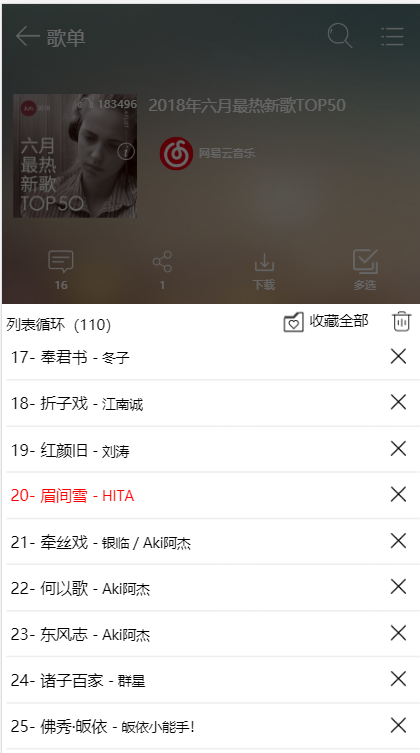 歌单
183496
2018年六月最热新歌TOP50
六月
最热
新歌
TOP50
网易云音乐
16
1
下载
多选
列表循环（110）
收藏全部
17- 奉君书 - 冬子
18- 折子戏 - 江南诚
19- 红颜旧 - 刘涛
20- 眉间雪 - HITA
21- 牵丝戏 - 银临 / Aki阿杰
22- 何以歌 - Aki阿杰
23- 东风志 - Aki阿杰
24- 诸子百家 - 群星
25- 佛秀·皈依 - 皈依小能手！